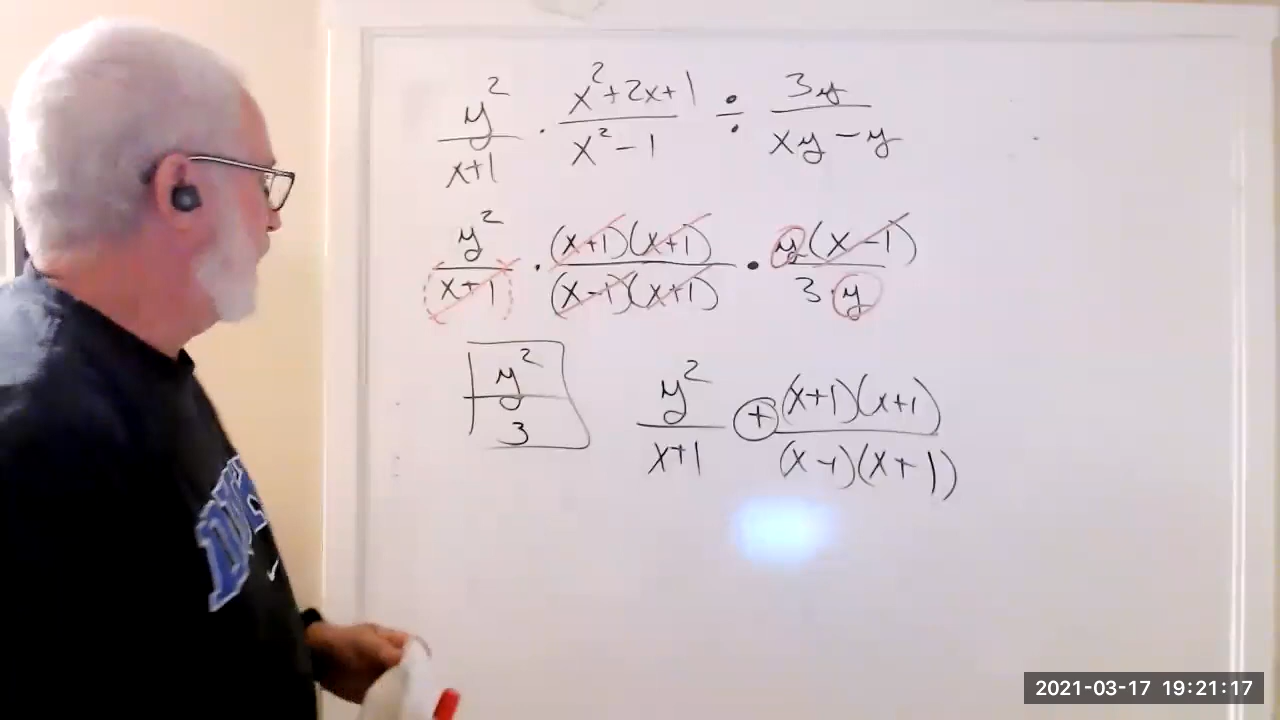 y²/(x+1) · (x²+2x+1)/(x²-1) ÷ 3y/(xy-y)
y²/(x+1) · (x+1)(x+1)/(x-1)(x+1) · y(x-1)/3y
y²/3
y²/(x+1) + (x+1)(x+1)/(x-1)(x+1)
2021-03-17 19:21:17